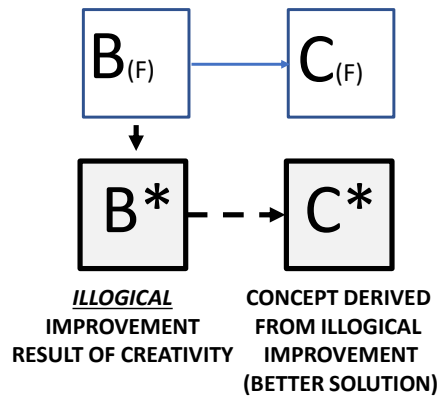 B(F)
C(F)
B*
C*
ILLOGICAL
IMPROVEMENT
RESULT OF CREATIVITY
CONCEPT DERIVED
FROM ILLOGICAL
IMPROVEMENT
(BETTER SOLUTION)